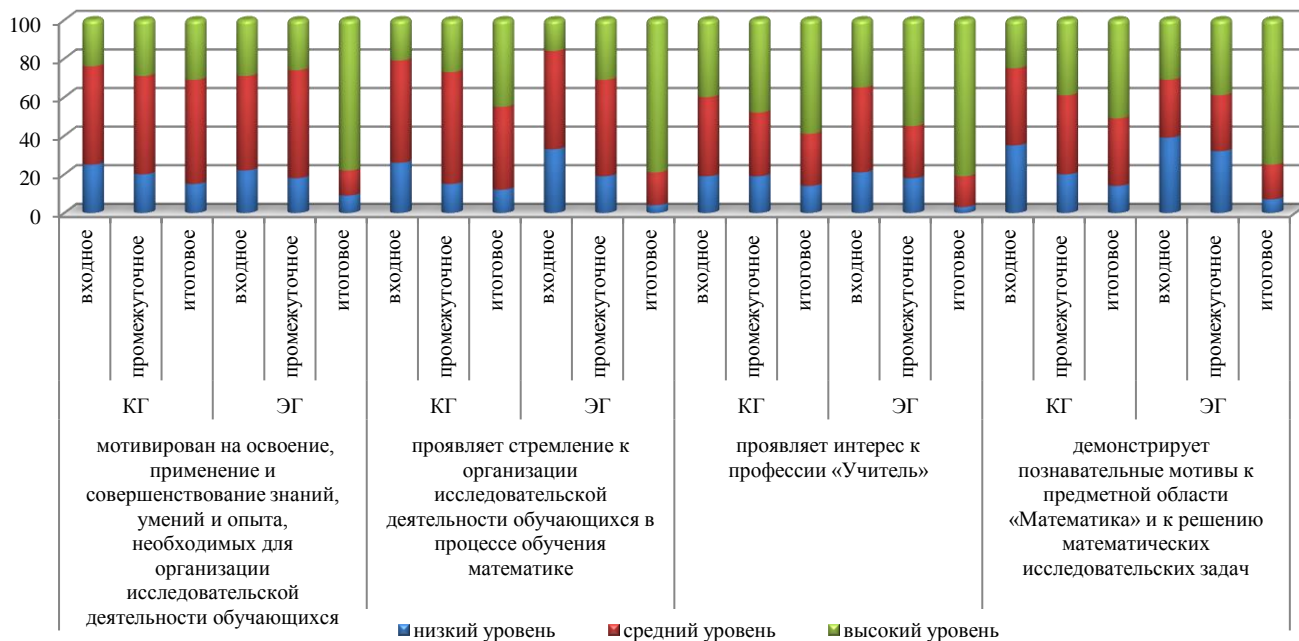 100
80
60
40
20
0
входное
промежуточное
итоговое
входное
промежуточное
итоговое
входное
промежуточное
итоговое
входное
промежуточное
итоговое
входное
промежуточное
итоговое
входное
промежуточное
итоговое
входное
промежуточное
итоговое
входное
промежуточное
итоговое
КГ
ЭГ
КГ
ЭГ
КГ
ЭГ
КГ
ЭГ
мотивирован на освоение,
применение и
совершенствование знаний,
умений и опыта,
необходимых для
организации
исследовательской
деятельности обучающихся
проявляет стремление к
организации
исследовательской
деятельности обучающихся в
процессе обучения
математике
проявляет интерес к
профессии «Учитель»
демонстрирует
познавательные мотивы к
предметной области
«Математика» и к решению
математических
исследовательских задач
низкий уровень
средний уровень
высокий уровень